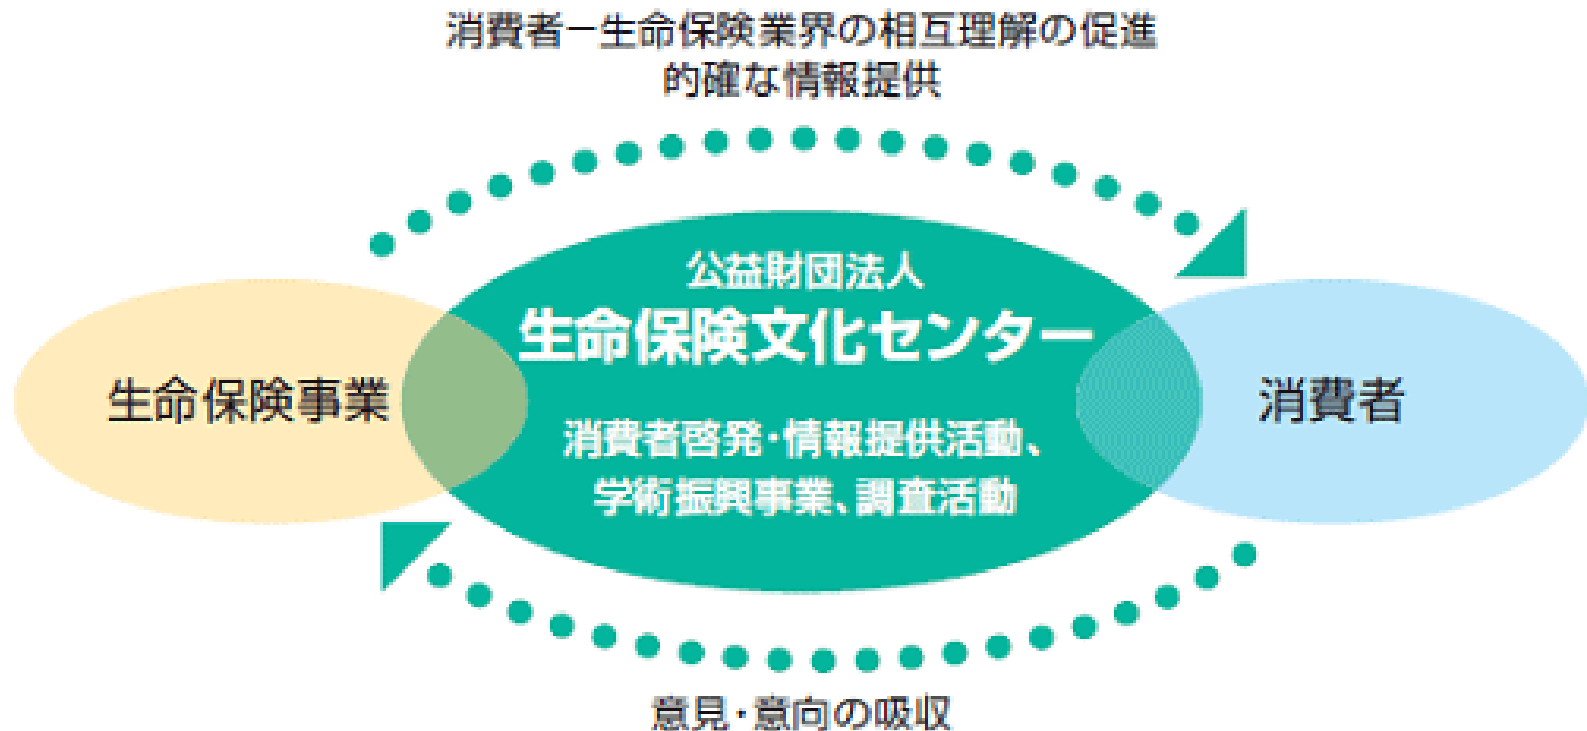 消費者ー生命保険業界の相互理解の促進
的確な情報提供
公益財団法人
生命保険文化センター
生命保険事業
消費者
消費者啓発・情報提供活動、
学術振興事業、調査活動
意見・意向の吸収